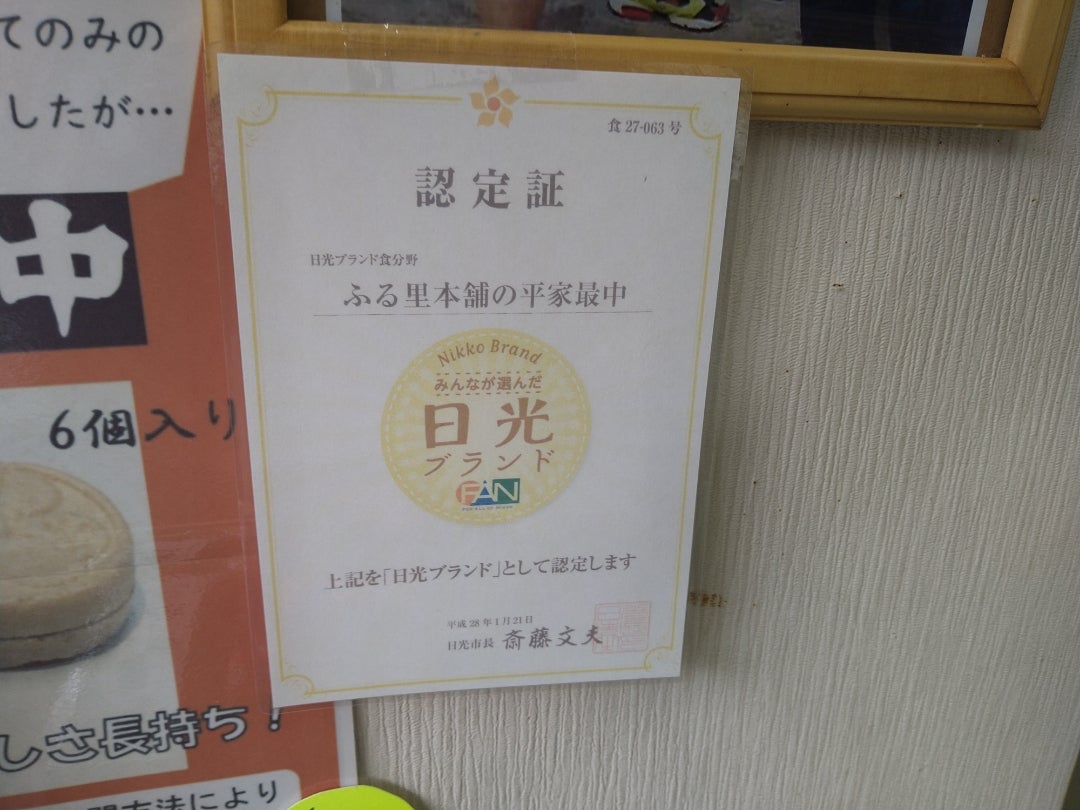 てのみの
したが…
中
6個入り
しさ長持ち!
法により
食27-063号
認定証
日光ブランド食分野
ふる里本舗の平家最中
Nikko Brand
みんなが選んだ
日光
ブランド
FAN
上記を「日光ブランド」として認定します
平成28年1月21日
日光市長 斎藤文夫